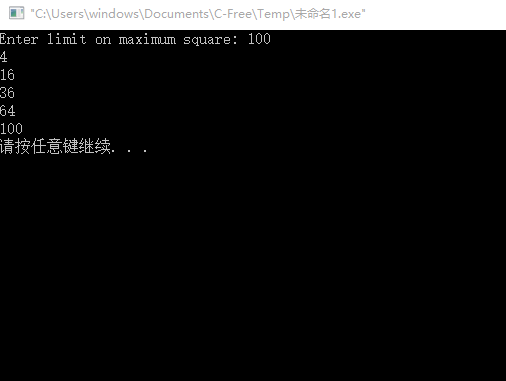 "C:\Users\windows\Documents\C-Free\Temp\未命名1.exe"
Enter limit on maximum square: 100
4
16
36
64
100
请按任意键继续. . .